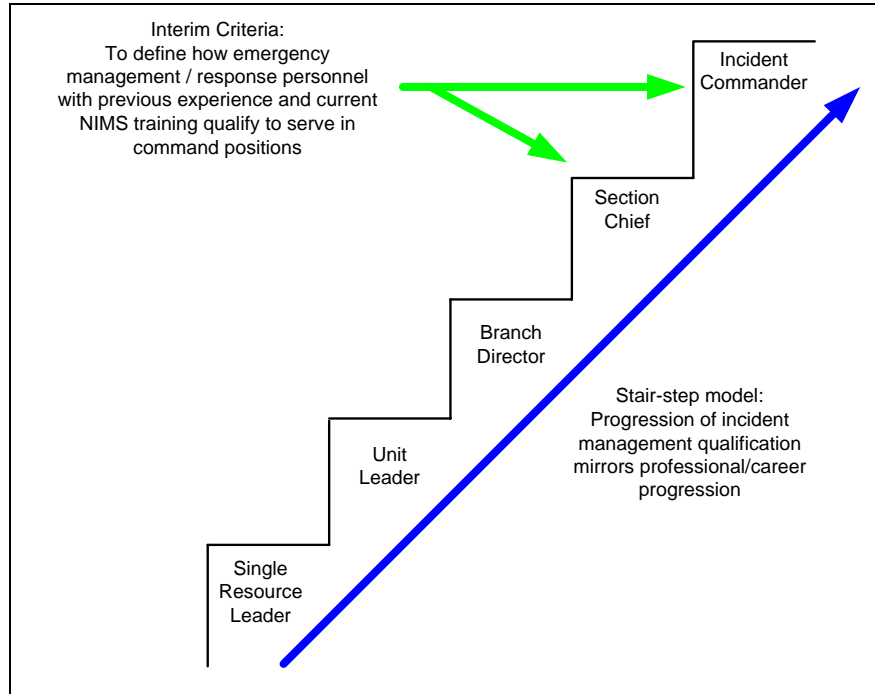 Interim Criteria:
To define how emergency
management / response personnel
with previous experience and current
NIMS training qualify to serve in
command positions
Incident
Commander
Section
Chief
Branch
Director
Stair-step model:
Progression of incident
management qualification
mirrors professional/career
progression
Unit
Leader
Single
Resource
Leader